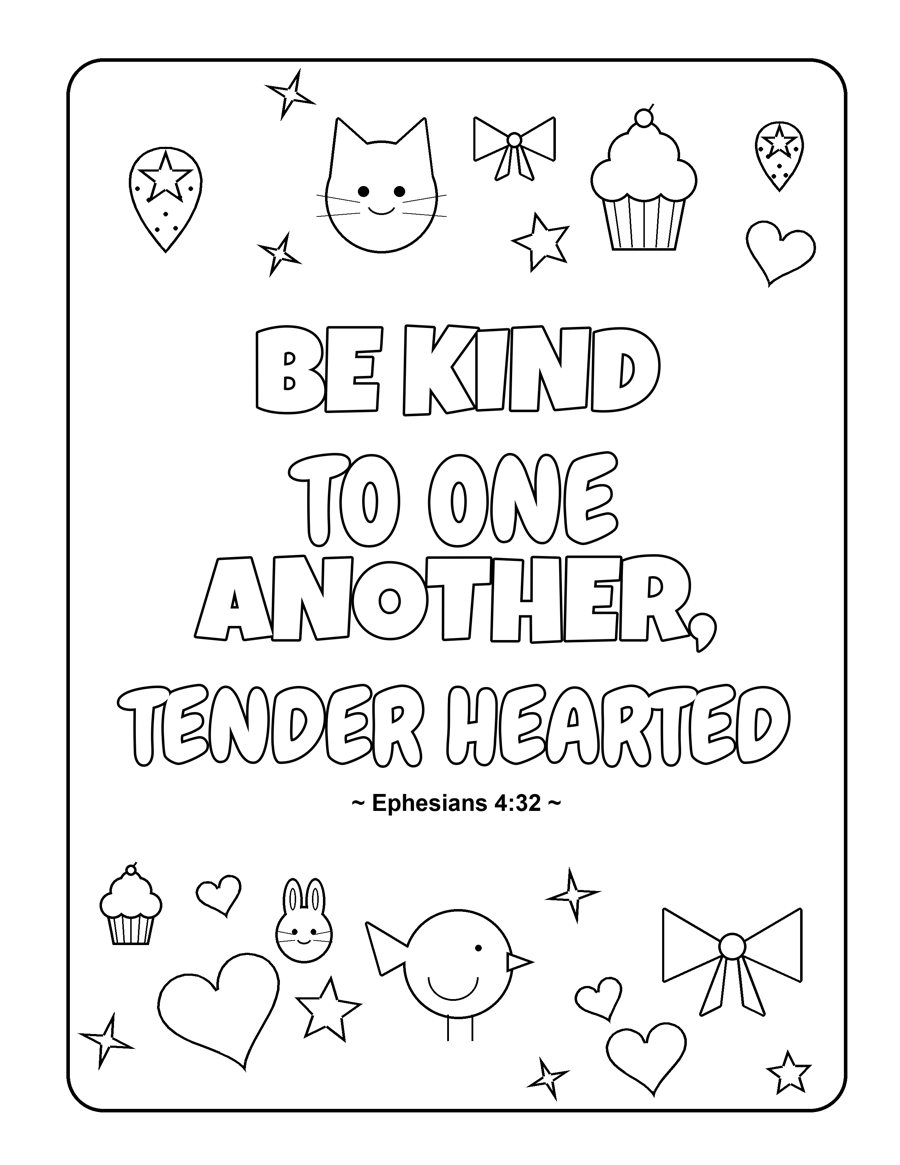 BE KIND
TO ONE
ANOTHER,
TENDER HEARTED
~ Ephesians 4:32 ~